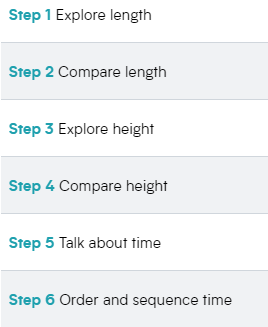 Step 1 Explore length
Step 2 Compare length
Step 3 Explore height
Step 4 Compare height
Step 5 Talk about time
Step 6 Order and sequence time